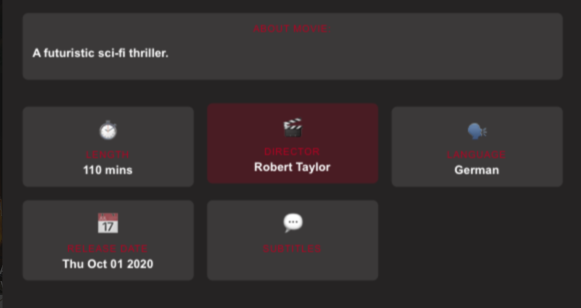 ABOUT MOVIE
A futuristic sci-fi thriller.
LENGTH
110 mins
DIRECTOR
Robert Taylor
LANGUAGE
German
17
RELEASE DATE
Thu Oct 01 2020
SUBTITLES